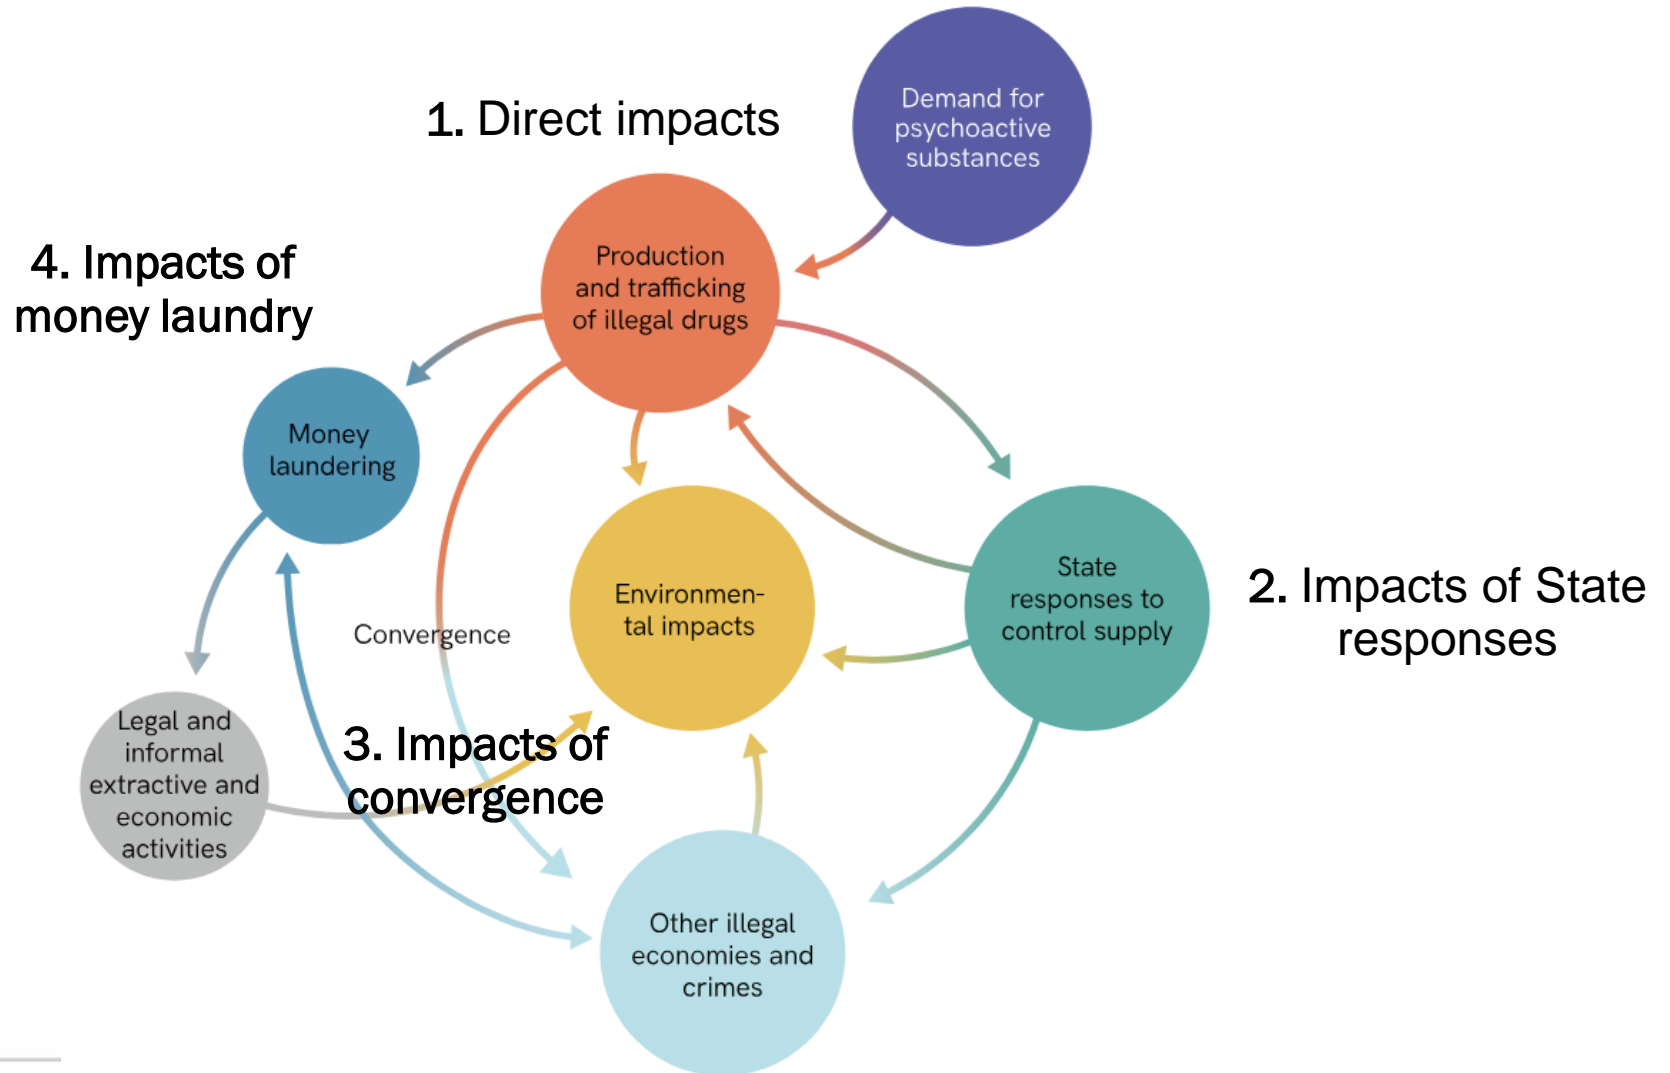 Demand for
psychoactive
substances
1. Direct impacts
Production
and trafficking
of illegal drugs
4. Impacts of
money laundry
Money
laundering
Environmen-
tal impacts
State
responses to
control supply
2. Impacts of State
responses
Convergence
Legal and
informal
extractive and
economic
activities
3. Impacts of
convergence
Other illegal
economies and
crimes